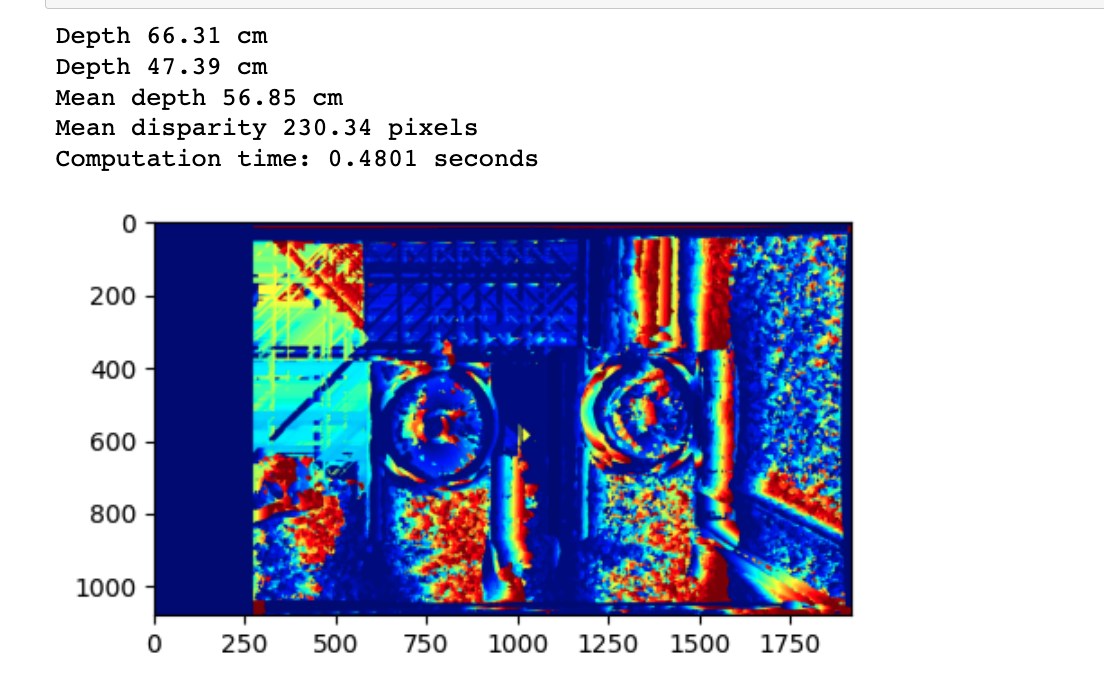 Depth 66.31 cm
Depth 47.39 cm
Mean depth 56.85 cm
Mean disparity 230.34 pixels
Computation time: 0.4801 seconds
0
200
400
600
800
1000
0 250 500 750 1000 1250 1500 1750